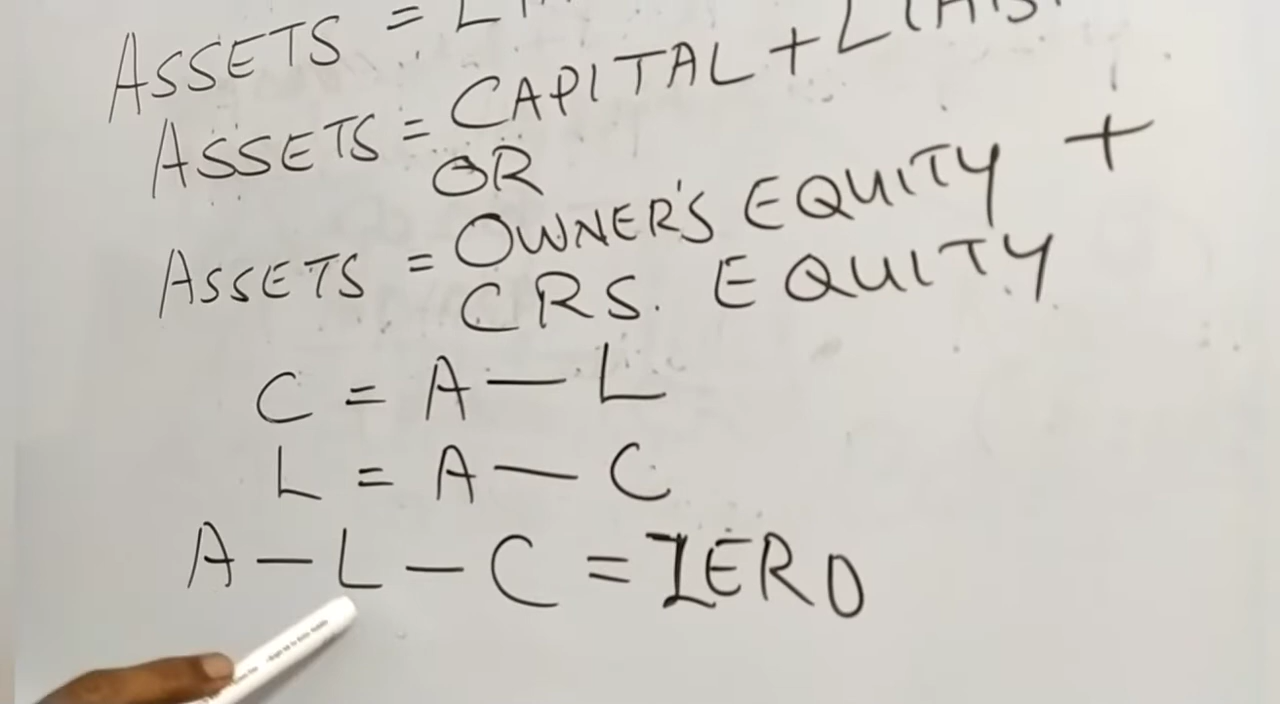 ASSETS =
ASSETS = CAPITAL +
OR
ASSETS = OWNER'S EQUITY +
CRS. EQUITY
C = A — L
L = A — C
A — L — C = ZERO